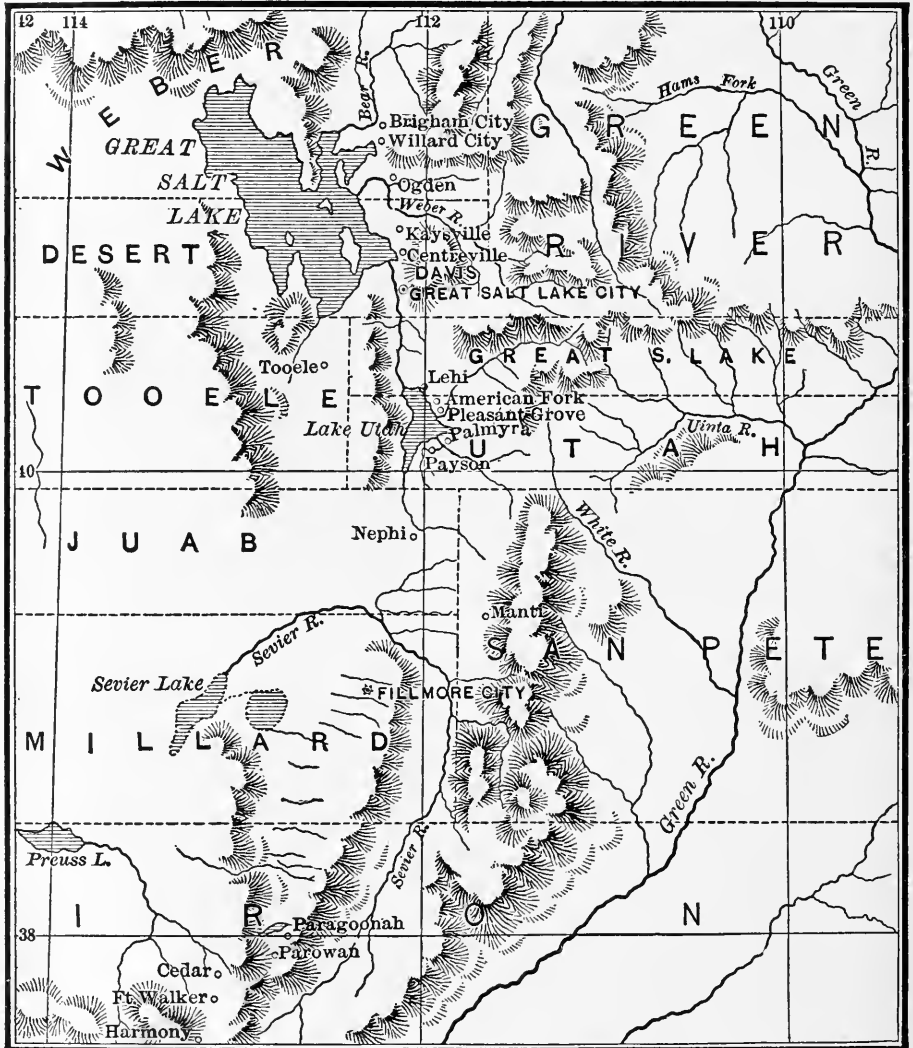 42 114 112 110
WEBER
Bear R.
Hams Fork
Green R.
Brigham City
Willard City
GREEN
GREAT
SALT
LAKE
Ogden
Weber R.
Kaysville
RIVER
DESERT
Centreville
DAVIS
GREAT SALT LAKE CITY
GREAT S. LAKE
Tooele
Lehi
TOOELE
American Fork
Pleasant Grove
Lake Utah
Palmyra
Uinta R.
UTAH
Payson
40
White R.
Nephi
JUAB
Manti
Sevier R.
SAN PETE
Sevier Lake
FILLMORE CITY
MILLARD
Green R.
Sevier R.
Preuss L.
IRON
Paragoonah
38
Parowan
Cedar
Ft Walker
Harmony